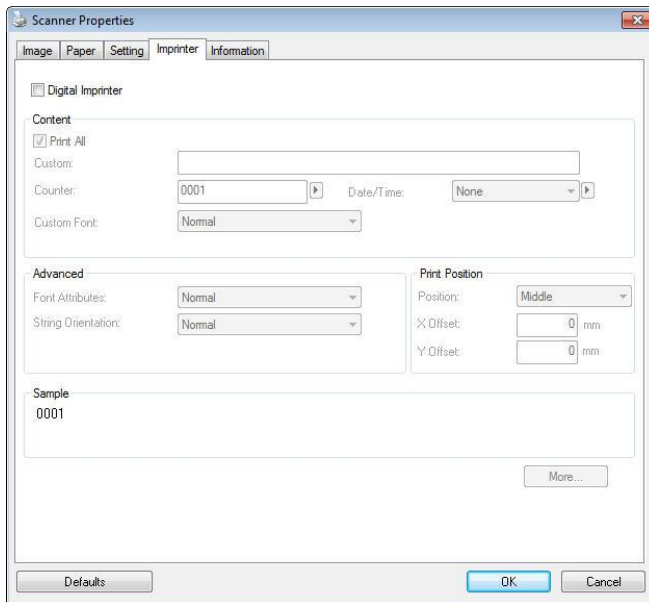 Scanner Properties
Image Paper Setting Imprinter Information
Digital Imprinter
Content
Print All
Custom:
Counter: 0001 Date/Time: None
Custom Font: Normal
Advanced
Font Attributes: Normal
String Orientation: Normal
Print Position
Position: Middle
X Offset: 0 mm
Y Offset: 0 mm
Sample
0001
More...
Defaults OK Cancel